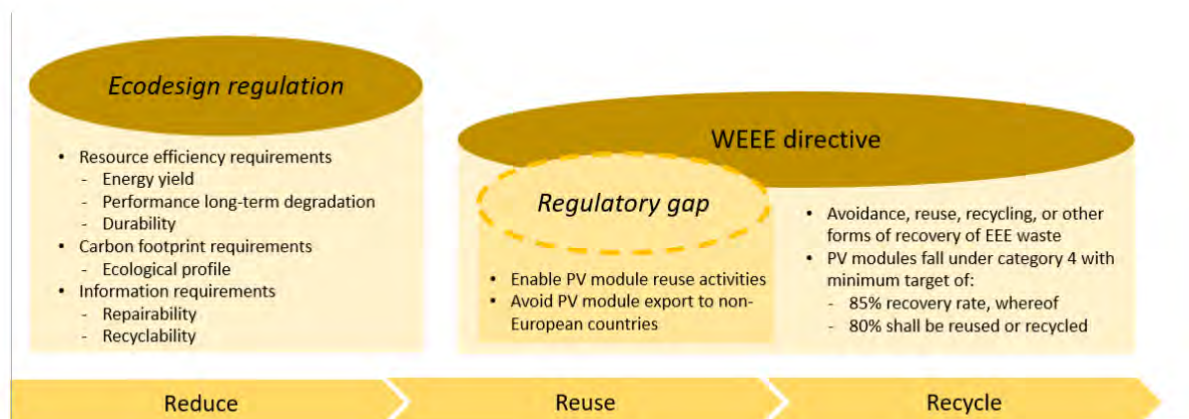 Ecodesign regulation
• Resource efficiency requirements
- Energy yield
- Performance long-term degradation
- Durability
• Carbon footprint requirements
- Ecological profile
• Information requirements
- Repairability
- Recyclability
WEEE directive
Regulatory gap
• Enable PV module reuse activities
• Avoid PV module export to non-
European countries
• Avoidance, reuse, recycling, or other
forms of recovery of EEE waste
• PV modules fall under category 4 with
minimum target of:
- 85% recovery rate, whereof
- 80% shall be reused or recycled
Reduce
Reuse
Recycle